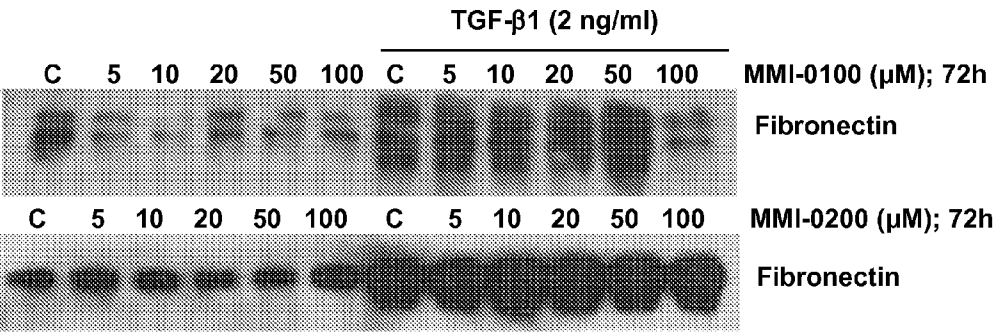 TGF-β1 (2 ng/ml)
C 5 10 20 50 100 C 5 10 20 50 100 MMI-0100 (μM); 72h
Fibronectin
C 5 10 20 50 100 C 5 10 20 50 100 MMI-0200 (μM); 72h
Fibronectin